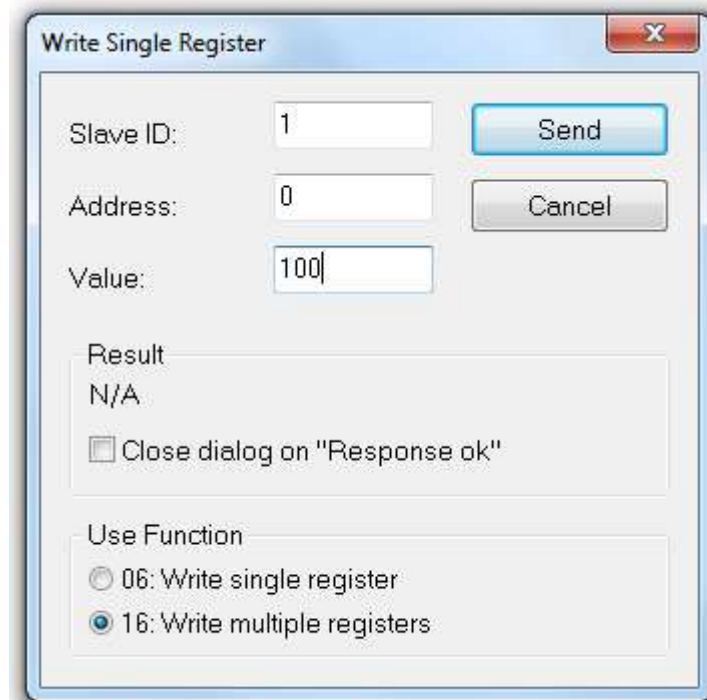 Write Single Register
x
Slave ID:
1
Send
Address:
0
Cancel
Value:
100
Result
N/A
Close dialog on "Response ok"
Use Function
06: Write single register
16: Write multiple registers